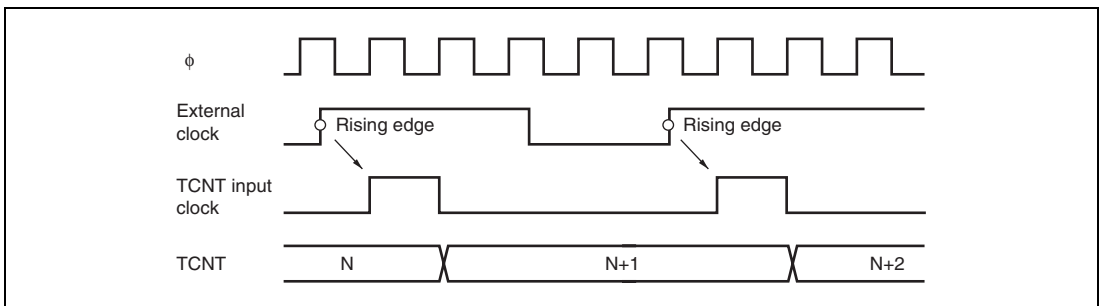 ϕ
External
clock
Rising edge
Rising edge
TCNT input
clock
TCNT
N
N+1
N+2